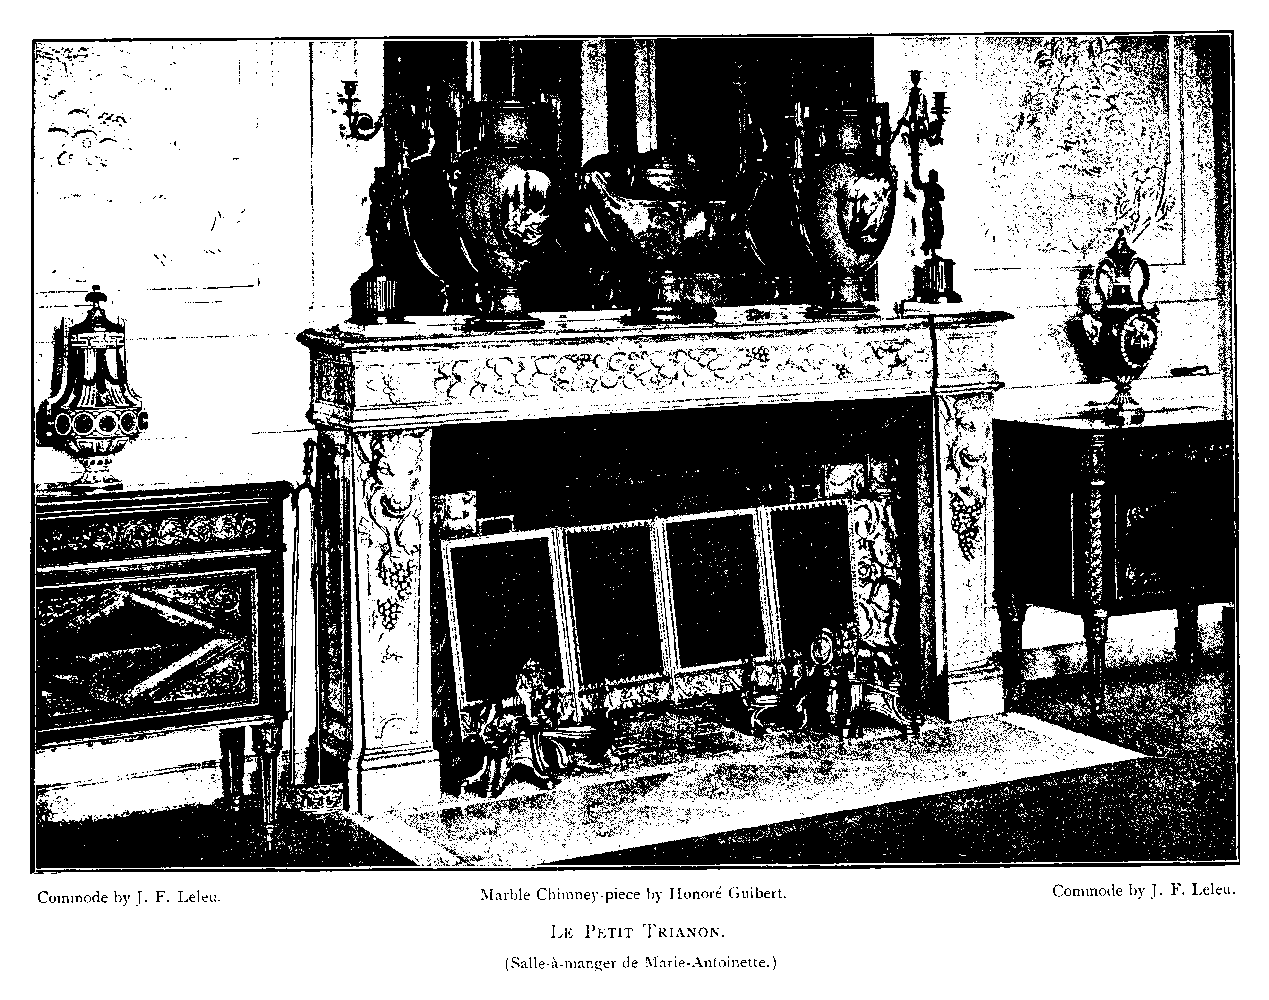 Commode by J. F. Leleu.
Marble Chimney-piece by Honoré Guibert.
Commode by J. F. Leleu.
LE PETIT TRIANON.
(Salle-à-manger de Marie-Antoinette.)